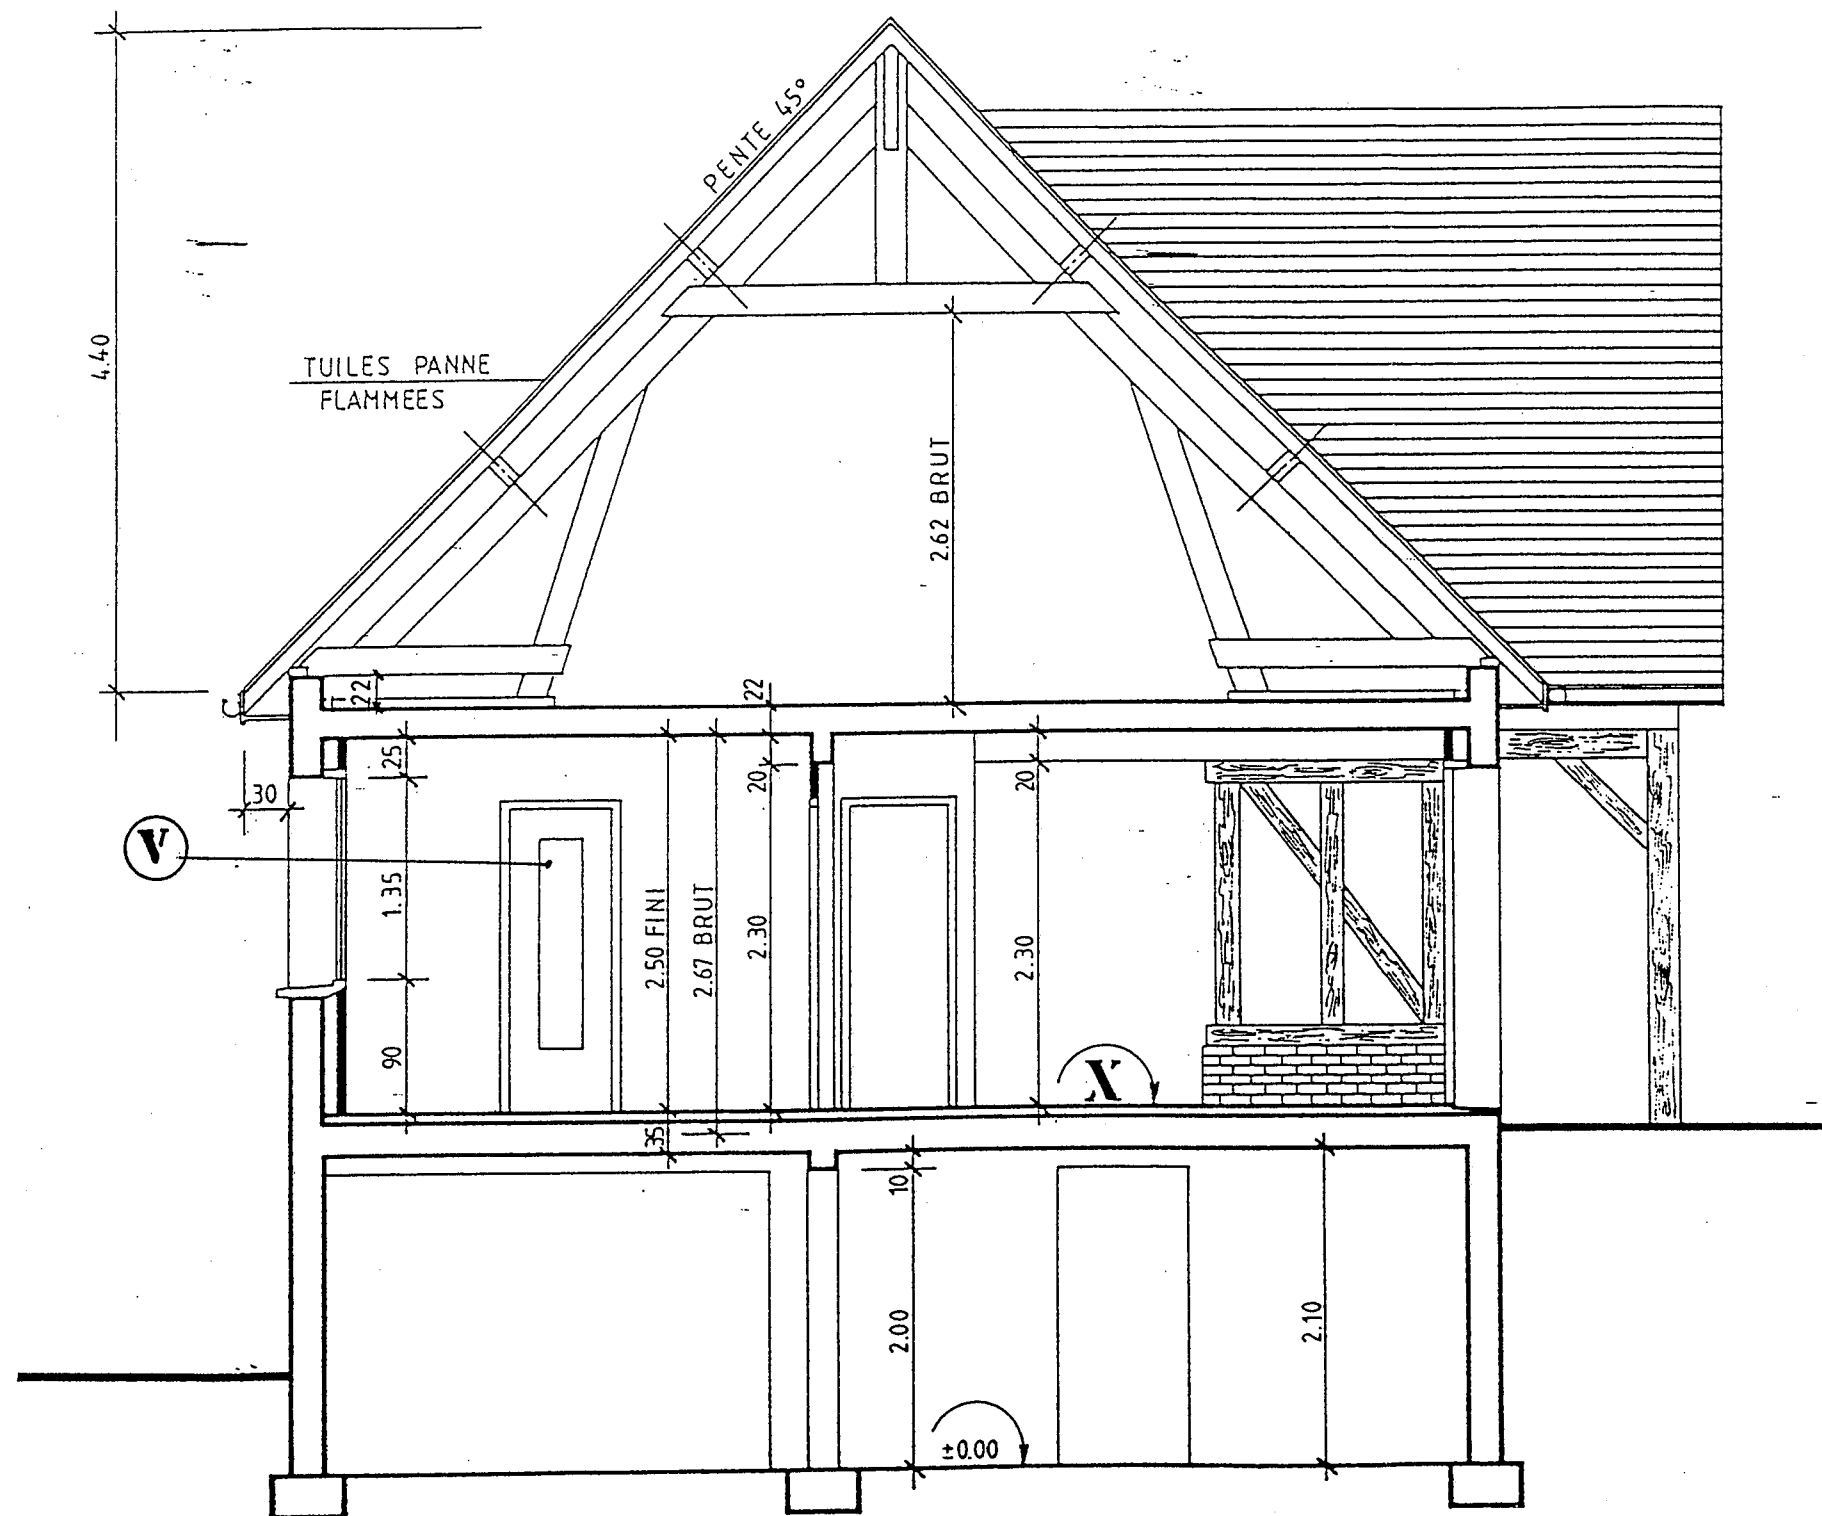 PENTE 45°
4.40
TUILES PANNE
FLAMMEES
2.62 BRUT
22
22
25
30
20
20
V
1.35
2.50 FINI
2.67 BRUT
2.30
2.30
90
X
35
10
2.00
2.10
±0.00